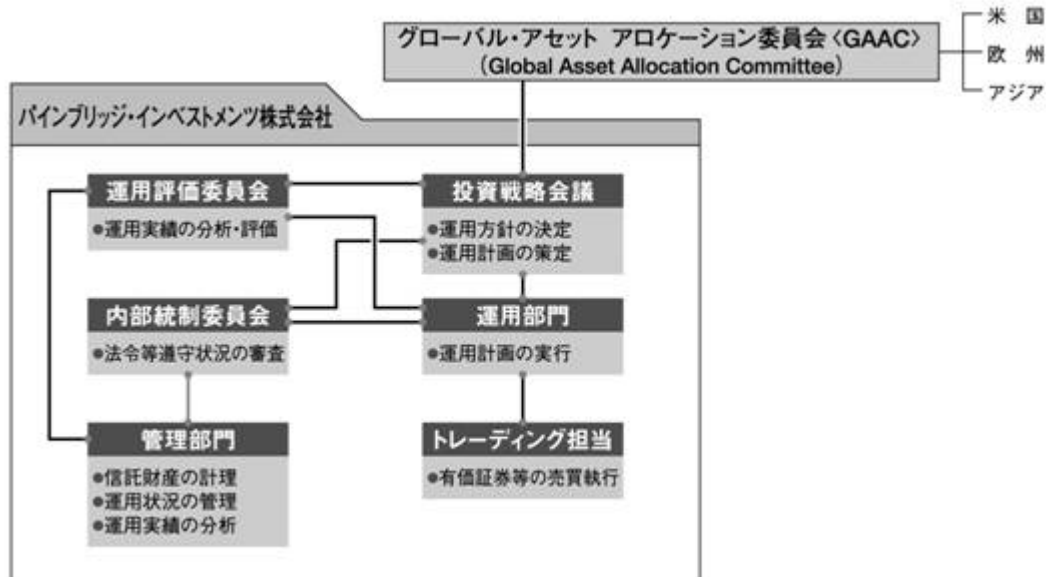 グローバル・アセット アロケーション委員会〈GAAC〉
（Global Asset Allocation Committee）
米　国
欧　州
アジア
パインブリッジ・インベストメンツ株式会社
運用評価委員会
●運用実績の分析・評価
投資戦略会議
●運用方針の決定
●運用計画の策定
内部統制委員会
●法令等遵守状況の審査
運用部門
●運用計画の実行
管理部門
●信託財産の計理
●運用状況の管理
●運用実績の分析
トレーディング担当
●有価証券等の売買執行